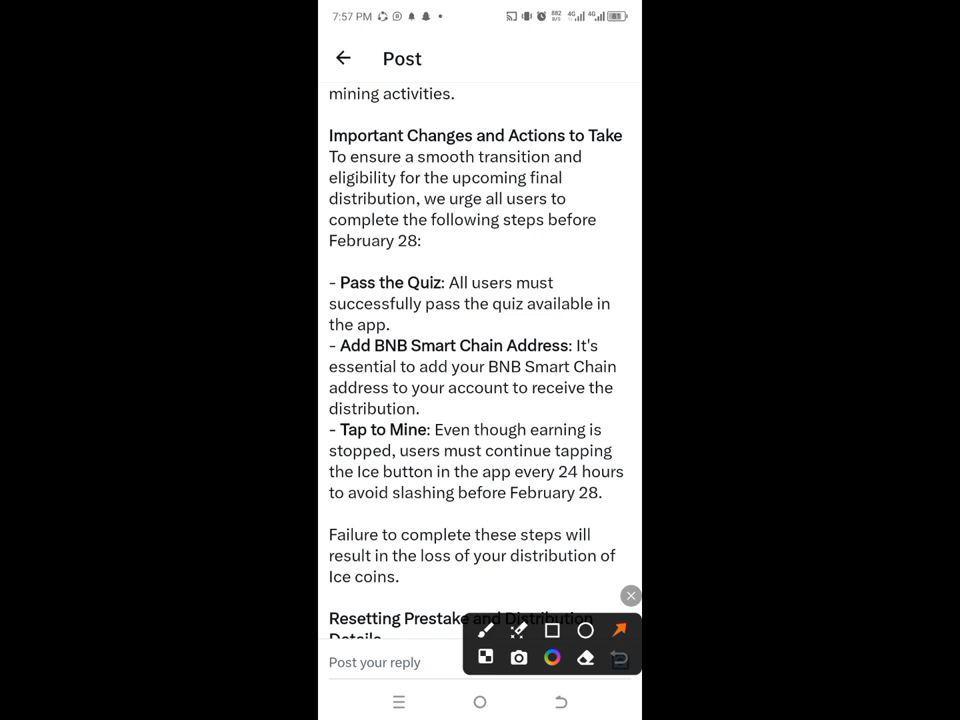 7:57 PM
882
B/S
4G
4G
81
Post
mining activities.
Important Changes and Actions to Take
To ensure a smooth transition and
eligibility for the upcoming final
distribution, we urge all users to
complete the following steps before
February 28:
- Pass the Quiz: All users must
successfully pass the quiz available in
the app.
- Add BNB Smart Chain Address: It's
essential to add your BNB Smart Chain
address to your account to receive the
distribution.
- Tap to Mine: Even though earning is
stopped, users must continue tapping
the Ice button in the app every 24 hours
to avoid slashing before February 28.
Failure to complete these steps will
result in the loss of your distribution of
Ice coins.
Resetting Prestake and Distribution
Details
Post your reply